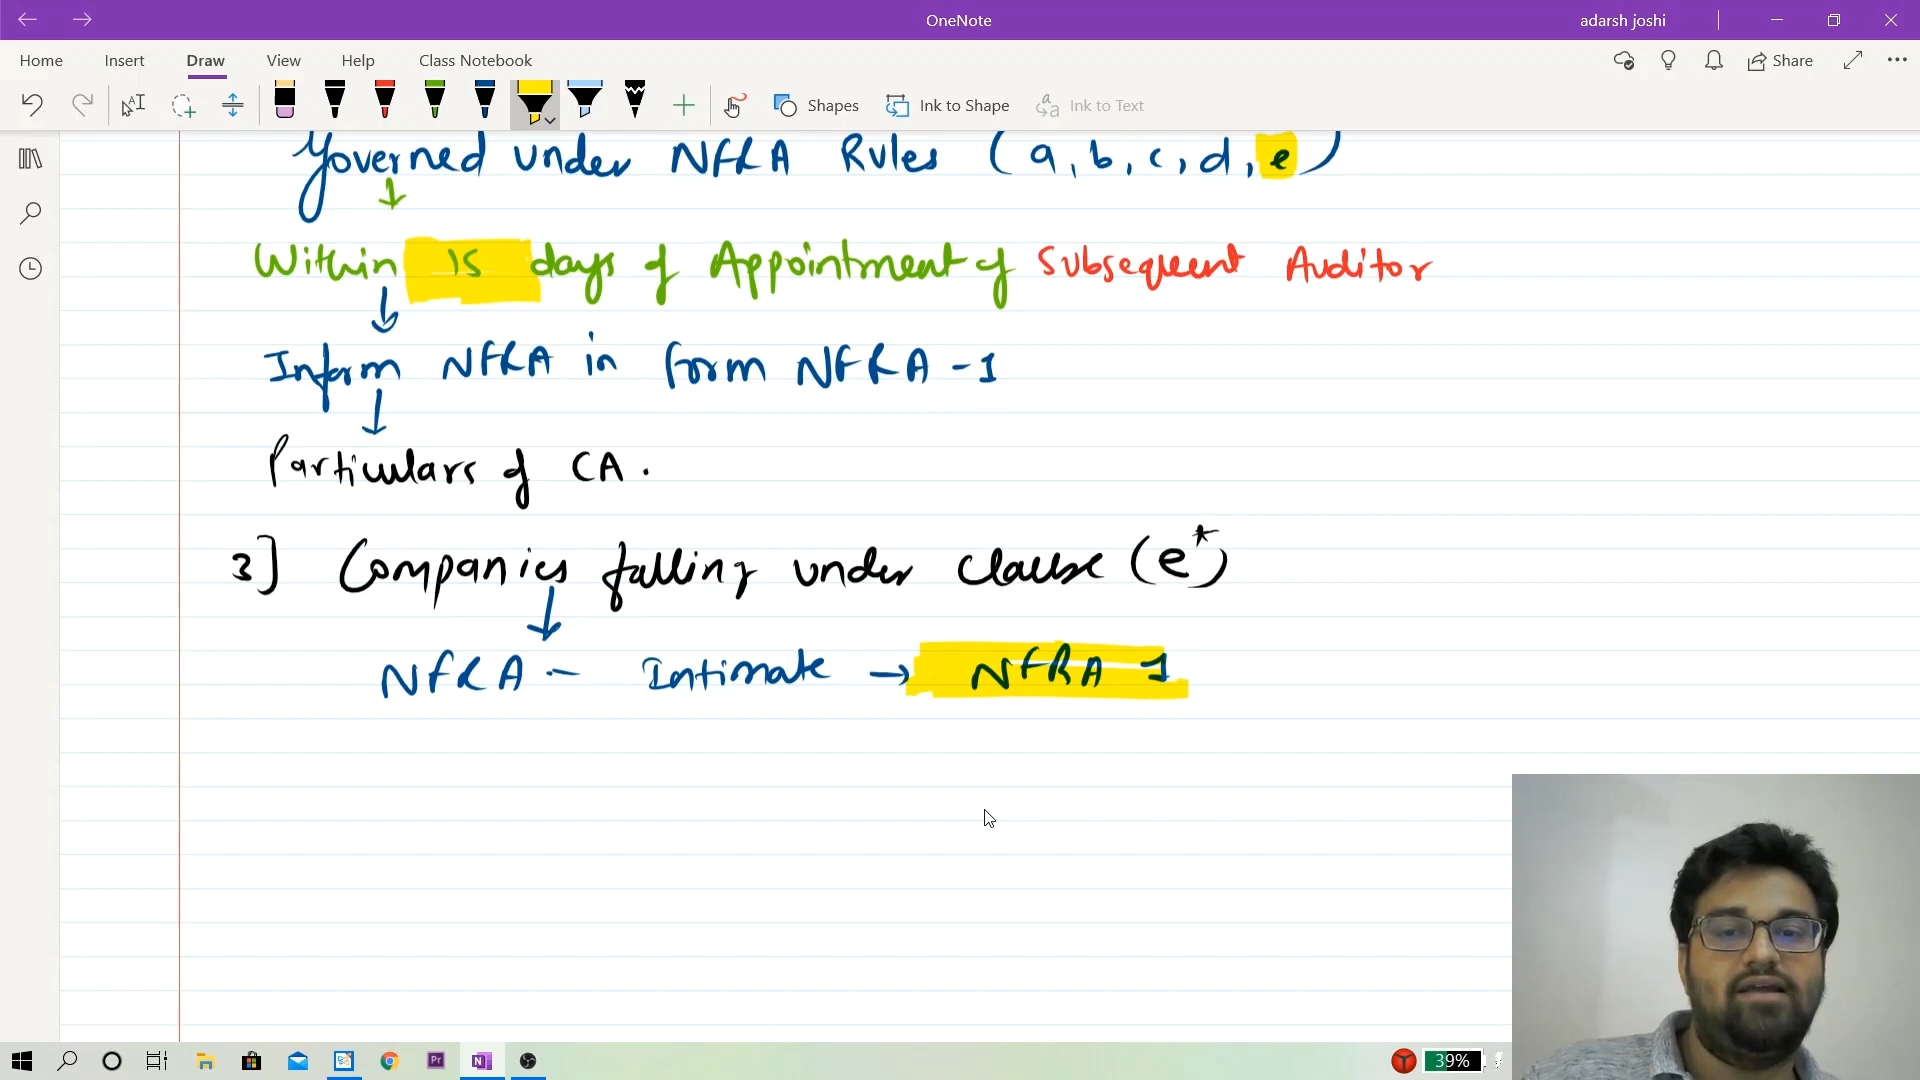 OneNote
adarsh joshi
Home Insert Draw View Help Class Notebook
Share
Shapes Ink to Shape Ink to Text
Governed under NFRA Rules (a, b, c, d, e)
Within 15 days of Appointment of Subsequent Auditor
Inform NFRA in form NFRA-1
Particulars of CA.
3] Companies falling under clause (e*)
NFRA - Intimate → NFRA 1
39%